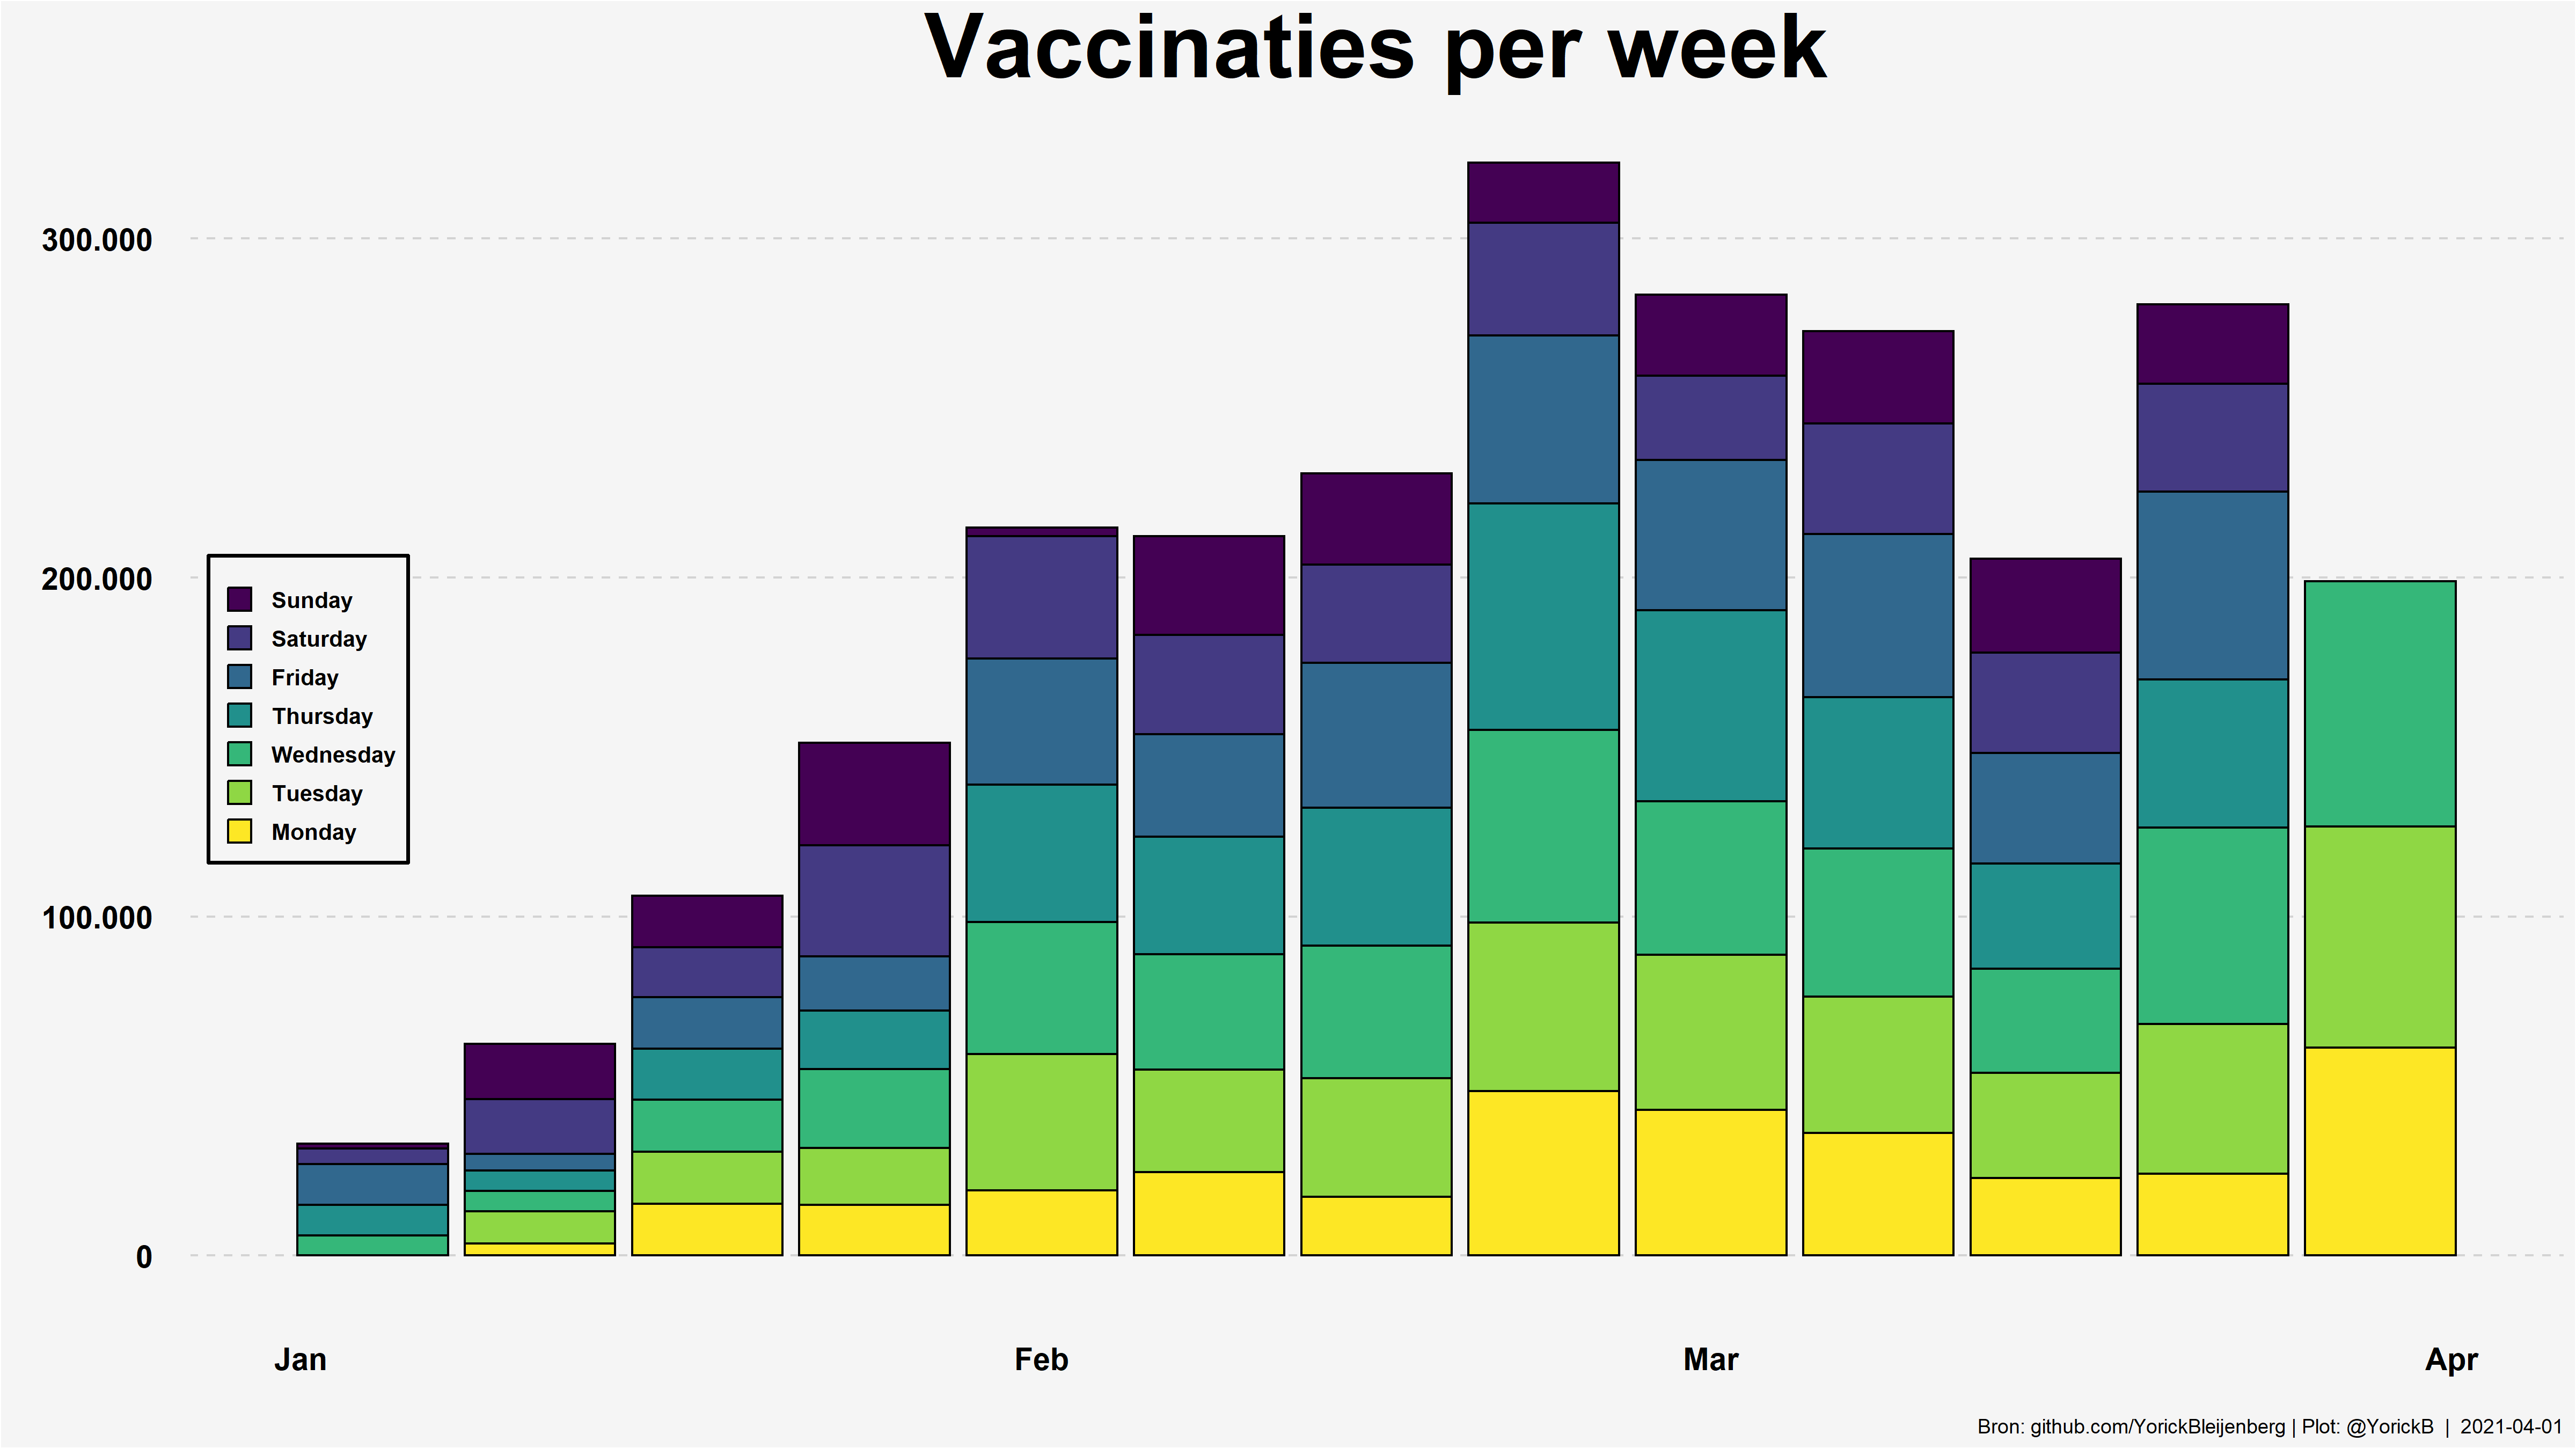 Vaccinaties per week
300.000
200.000
100.000
0
Sunday
Saturday
Friday
Thursday
Wednesday
Tuesday
Monday
Jan Feb Mar Apr
Bron: github.com/YorickBleijenberg | Plot: @YorickB | 2021-04-01